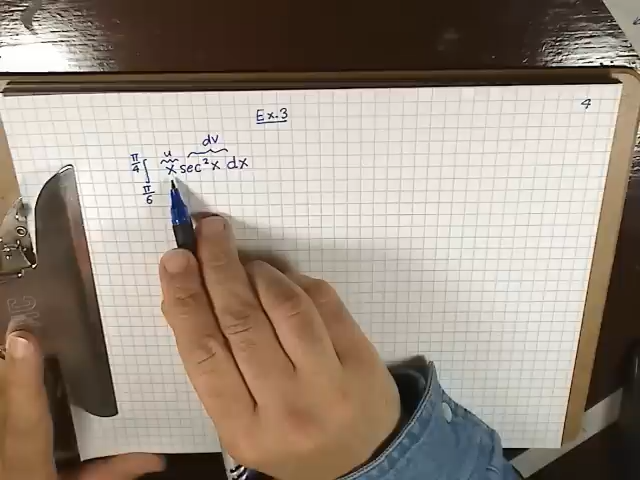 Ex.3
4
u dv
π/4 ∫ π/6 x sec²x dx